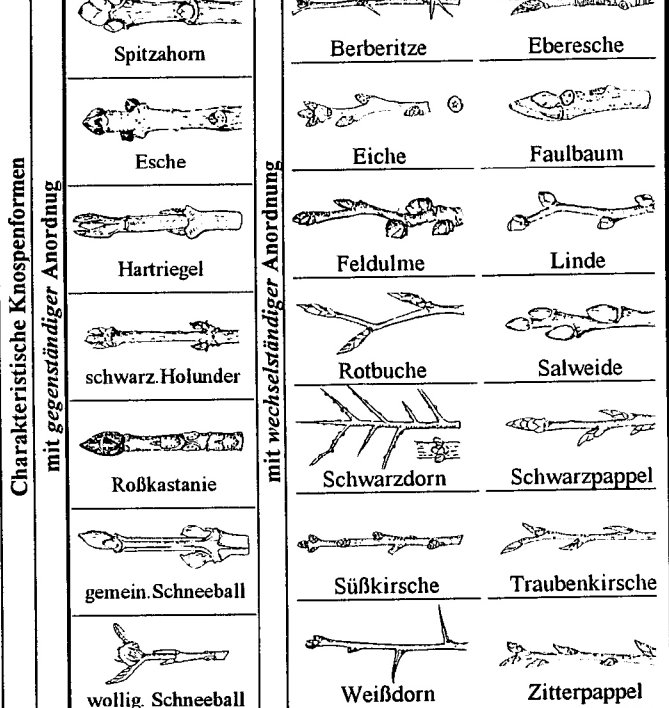 Charakteristische Knospenformen
mit gegenständiger Anordnug
Spitzahorn
Esche
Hartriegel
schwarz.Holunder
Roßkastanie
gemein.Schneeball
wollig. Schneeball
mit wechselständiger Anordnung
Berberitze
Eberesche
Eiche
Faulbaum
Feldulme
Linde
Rotbuche
Salweide
Schwarzdorn
Schwarzpappel
Süßkirsche
Traubenkirsche
Weißdorn
Zitterpappel